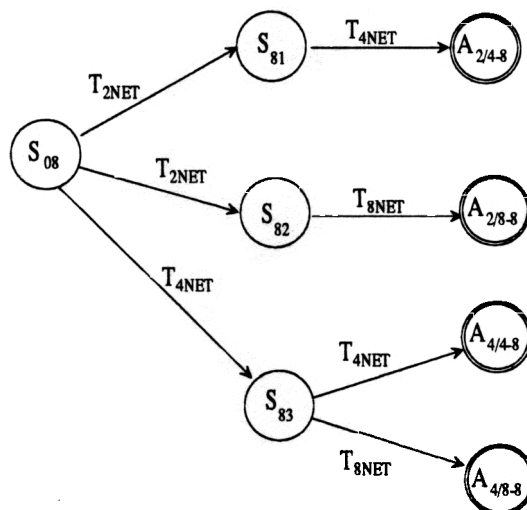 S81
T4NET
A2/4-8
T2NET
S08
T2NET
S82
T8NET
A2/8-8
T4NET
A4/4-8
T4NET
S83
T8NET
A4/8-8